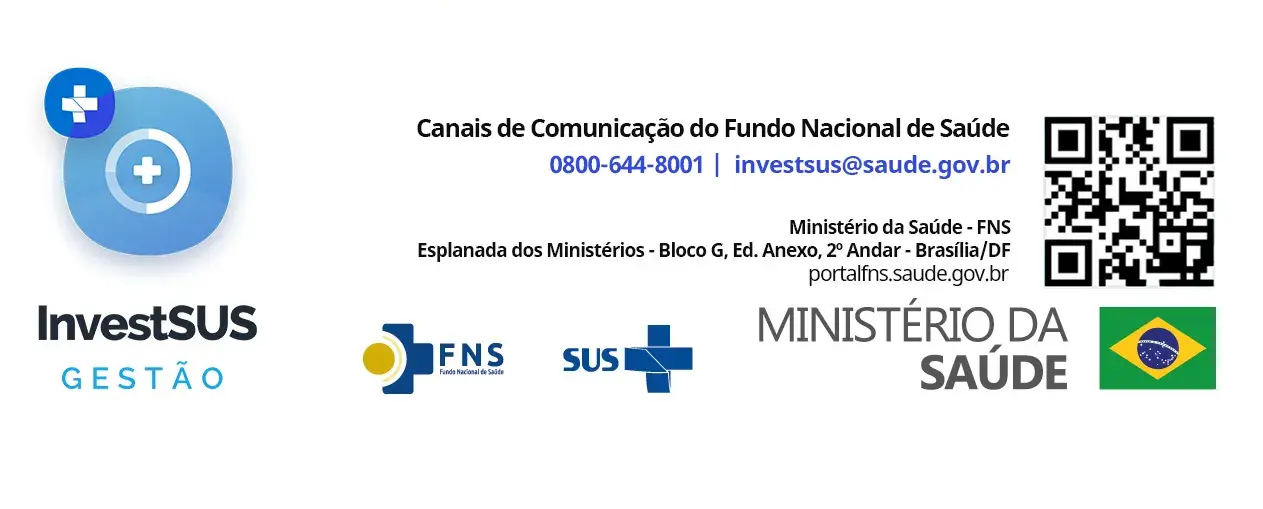 Canais de Comunicação do Fundo Nacional de Saúde
0800-644-8001 | investsus@saude.gov.br
Ministério da Saúde - FNS
Esplanada dos Ministérios - Bloco G, Ed. Anexo, 2º Andar - Brasília/DF
portalfns.saude.gov.br
InvestSUS
GESTÃO
FNS
Fundo Nacional de Saúde
SUS
MINISTÉRIO DA
SAÚDE